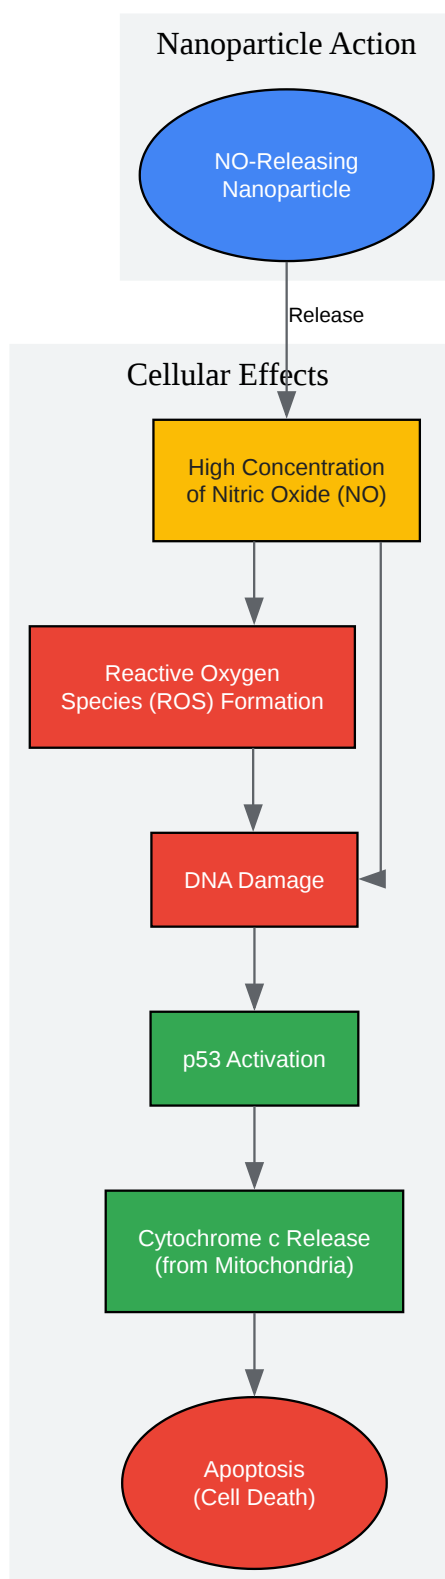 Nanoparticle Action
NO-Releasing
Nanoparticle
Release
Cellular Effects
High Concentration
of Nitric Oxide (NO)
Reactive Oxygen
Species (ROS) Formation
DNA Damage
p53 Activation
Cytochrome c Release
(from Mitochondria)
Apoptosis
(Cell Death)